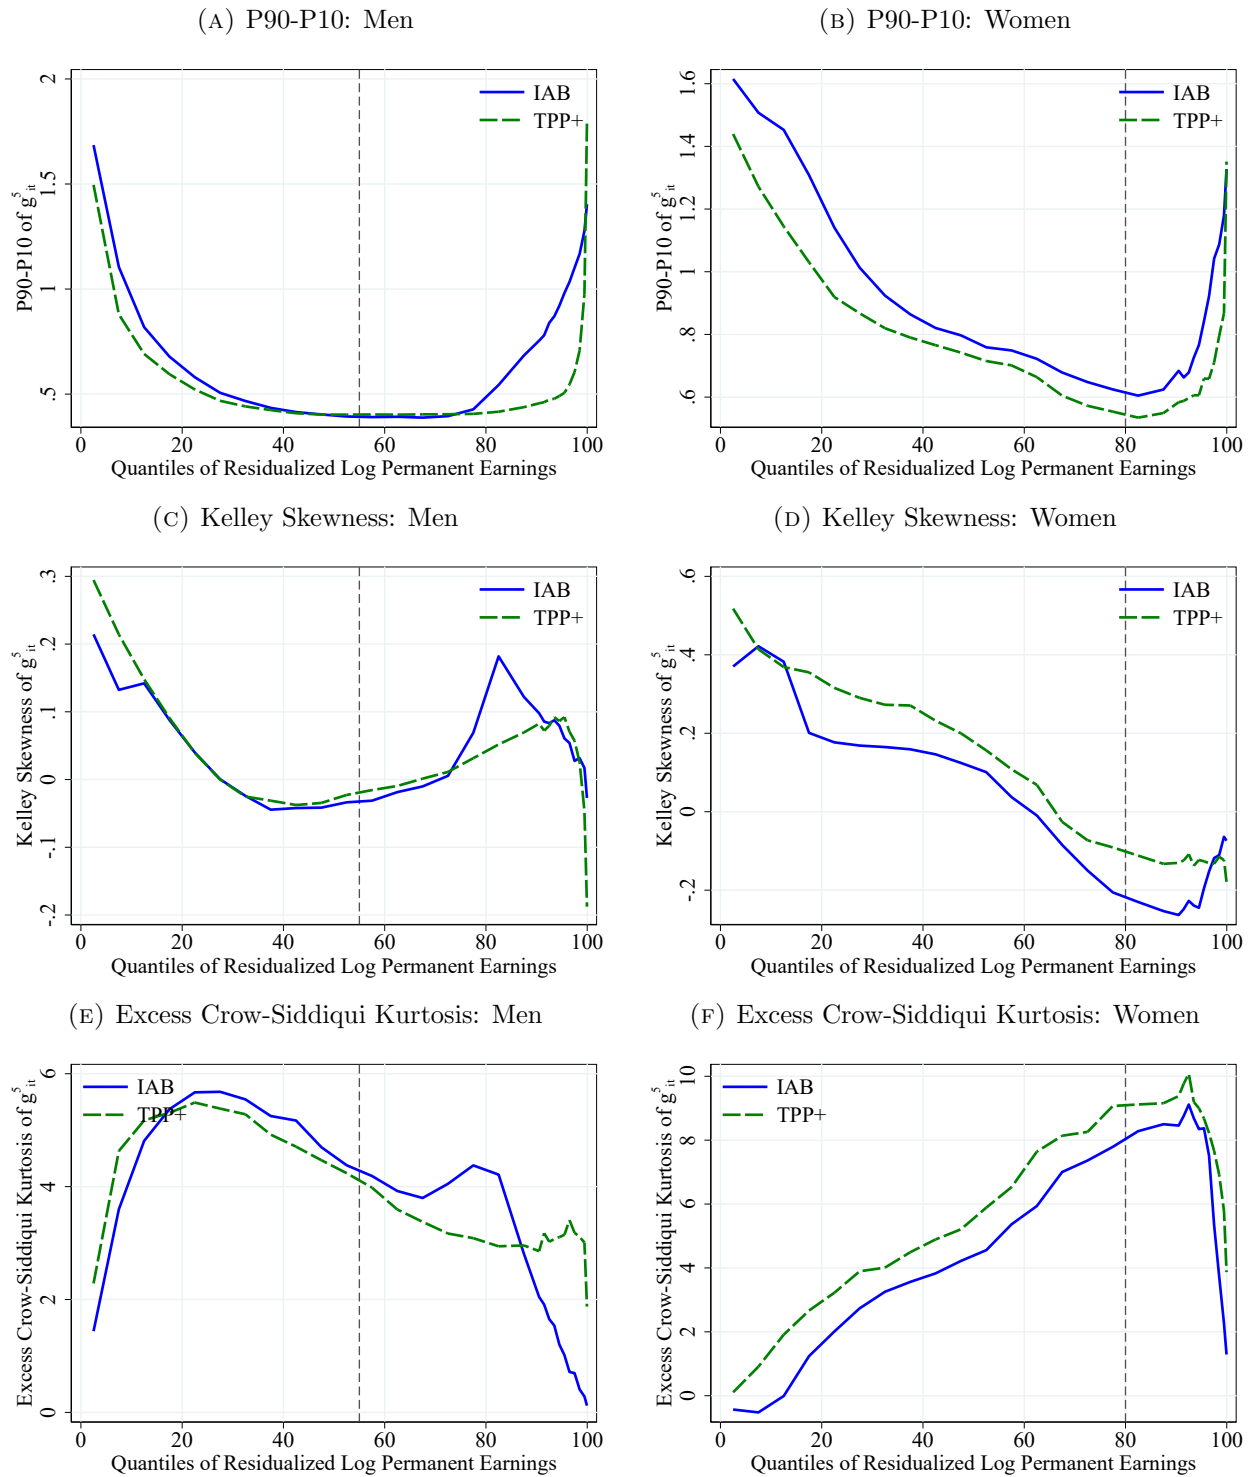 (A) P90-P10: Men
P90-P10 of g⁵ᵢₜ
2
1.5
1
.5
IAB
TPP+
0 20 40 60 80 100
Quantiles of Residualized Log Permanent Earnings
(B) P90-P10: Women
P90-P10 of g⁵ᵢₜ
1.6
1.4
1.2
1
.8
.6
IAB
TPP+
0 20 40 60 80 100
Quantiles of Residualized Log Permanent Earnings
(C) Kelley Skewness: Men
Kelley Skewness of g⁵ᵢₜ
.3
.2
.1
0
-.1
-.2
IAB
TPP+
0 20 40 60 80 100
Quantiles of Residualized Log Permanent Earnings
(D) Kelley Skewness: Women
Kelley Skewness of g⁵ᵢₜ
.6
.4
.2
0
-.2
IAB
TPP+
0 20 40 60 80 100
Quantiles of Residualized Log Permanent Earnings
(E) Excess Crow-Siddiqui Kurtosis: Men
Excess Crow-Siddiqui Kurtosis of g⁵ᵢₜ
6
4
2
0
IAB
TPP+
0 20 40 60 80 100
Quantiles of Residualized Log Permanent Earnings
(F) Excess Crow-Siddiqui Kurtosis: Women
Excess Crow-Siddiqui Kurtosis of g⁵ᵢₜ
10
8
6
4
2
0
IAB
TPP+
0 20 40 60 80 100
Quantiles of Residualized Log Permanent Earnings